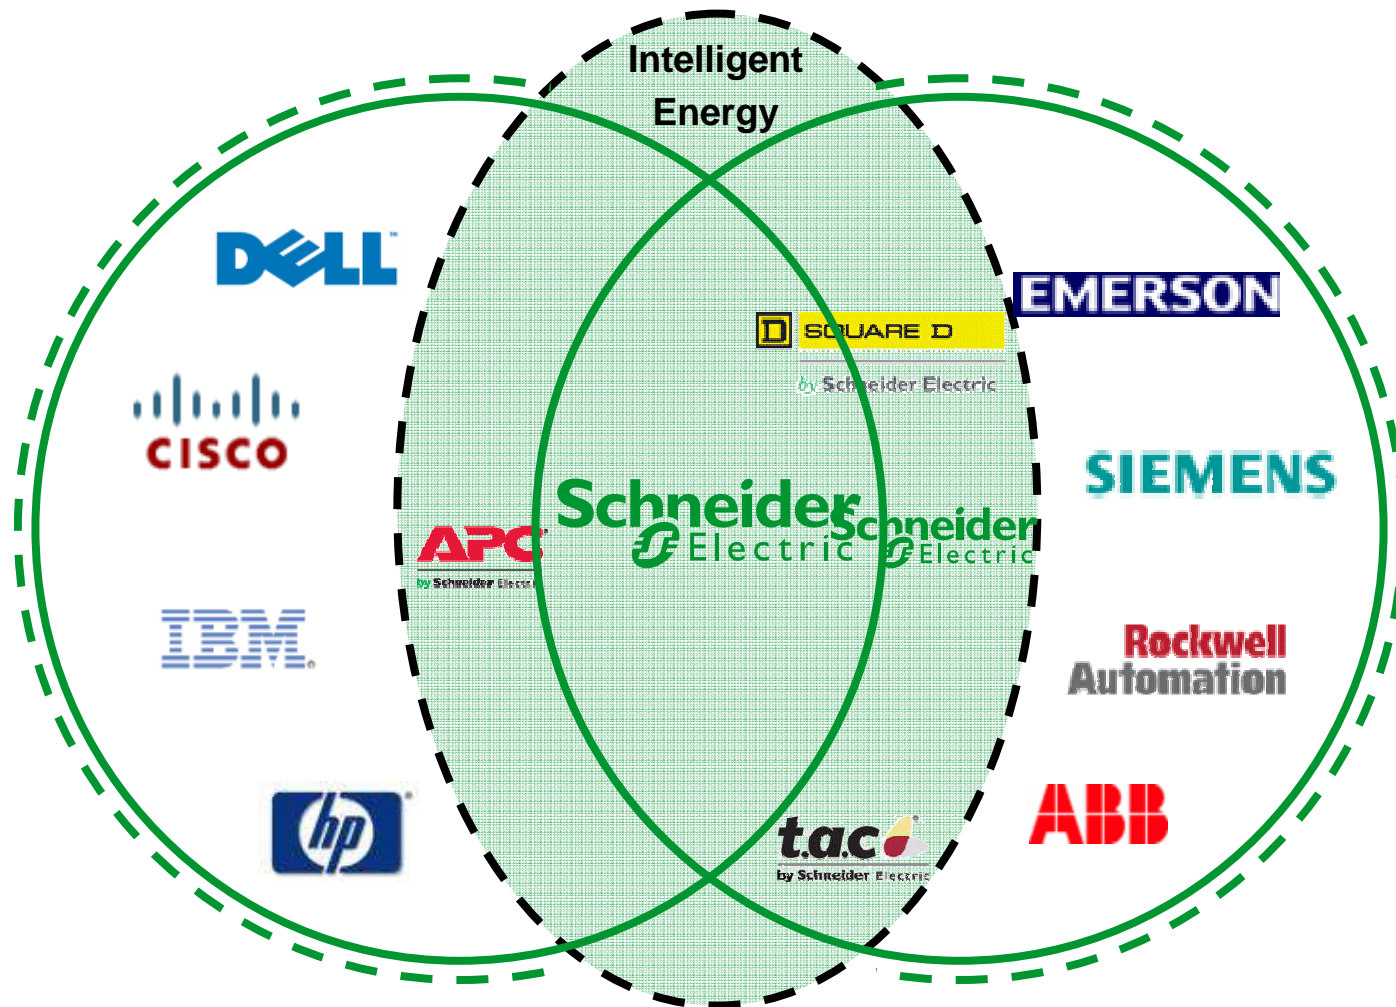 Intelligent
Energy
DELL™
EMERSON
D SQUARE D
by Schneider Electric
CISCO
SIEMENS
Schneider
Electric
Schneider
Electric
APC®
by Schneider Electric
IBM®
Rockwell
Automation
hp
t.a.c
by Schneider Electric
ABB